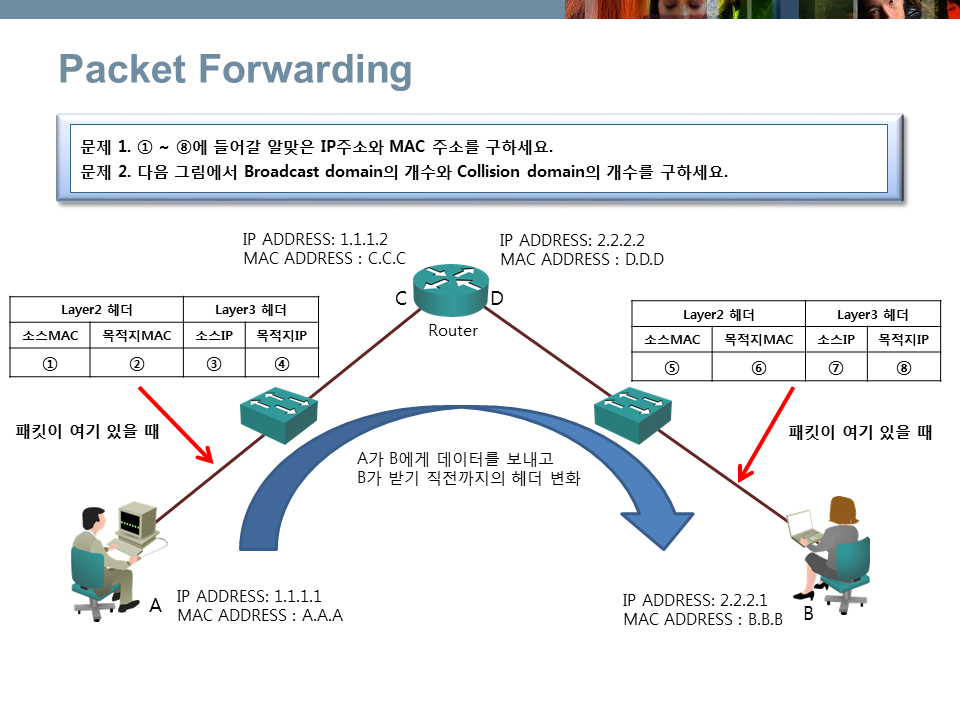 Packet Forwarding
문제 1. ① ~ ⑧에 들어갈 알맞은 IP주소와 MAC 주소를 구하세요.
문제 2. 다음 그림에서 Broadcast domain의 개수와 Collision domain의 개수를 구하세요.
IP ADDRESS: 1.1.1.2
MAC ADDRESS : C.C.C
IP ADDRESS: 2.2.2.2
MAC ADDRESS : D.D.D
C
D
Router
Layer2 헤더 Layer3 헤더
소스MAC 목적지MAC 소스IP 목적지IP
① ② ③ ④
Layer2 헤더 Layer3 헤더
소스MAC 목적지MAC 소스IP 목적지IP
⑤ ⑥ ⑦ ⑧
패킷이 여기 있을 때
패킷이 여기 있을 때
A가 B에게 데이터를 보내고
B가 받기 직전까지의 헤더 변화
A
IP ADDRESS: 1.1.1.1
MAC ADDRESS : A.A.A
IP ADDRESS: 2.2.2.1
MAC ADDRESS : B.B.B
B